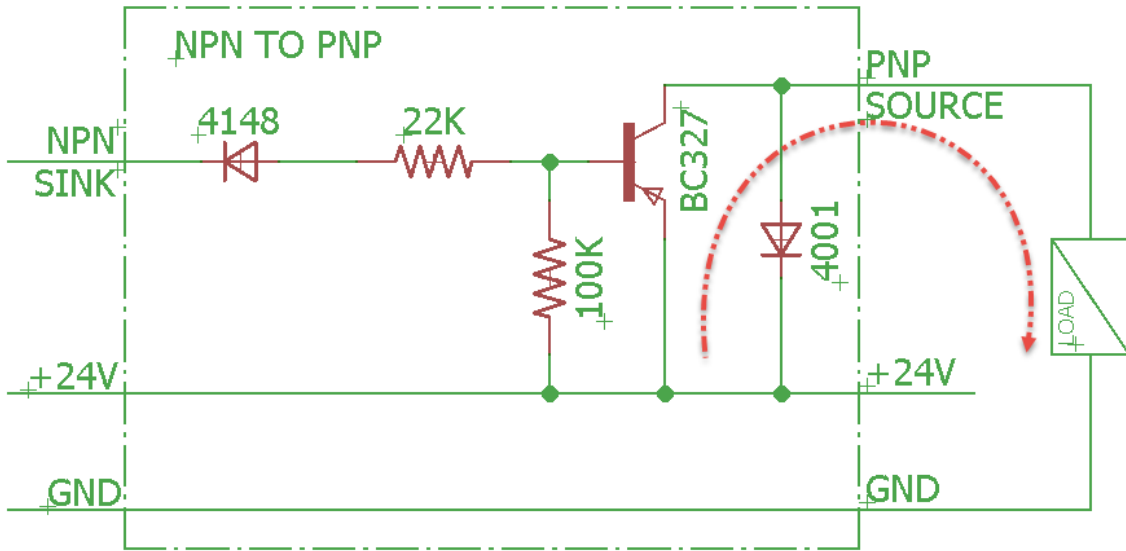 NPN TO PNP
PNP
SOURCE
4148
22K
NPN
SINK
BC327
4001
100K
LOAD
+24V
+24V
GND
GND